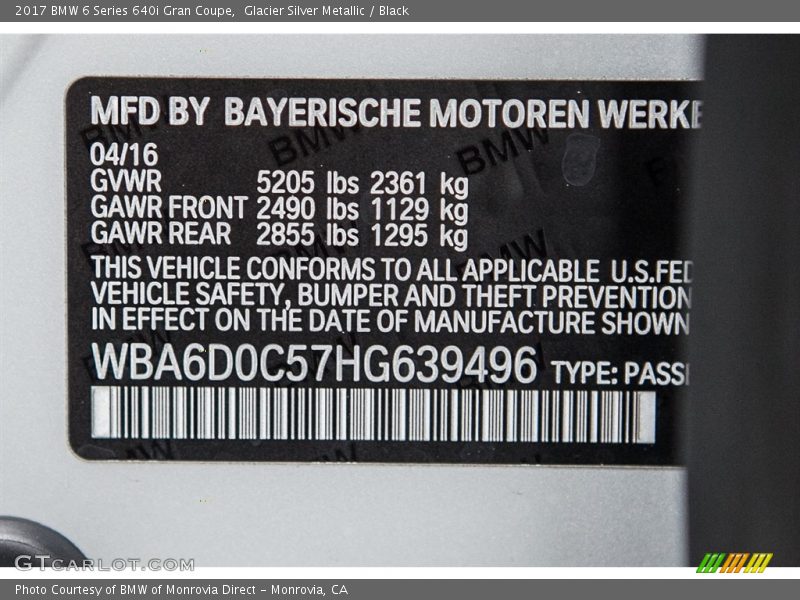 2017 BMW 6 Series 640i Gran Coupe,  Glacier Silver Metallic / Black
MFD BY BAYERISCHE MOTOREN WERKE
04/16
GVWR 5205 lbs 2361 kg
GAWR FRONT 2490 lbs 1129 kg
GAWR REAR 2855 lbs 1295 kg
THIS VEHICLE CONFORMS TO ALL APPLICABLE U.S.FED
VEHICLE SAFETY, BUMPER AND THEFT PREVENTION
IN EFFECT ON THE DATE OF MANUFACTURE SHOWN
WBA6D0C57HG639496 TYPE: PASS
GTCARLOT.COM
Photo Courtesy of BMW of Monrovia Direct - Monrovia, CA